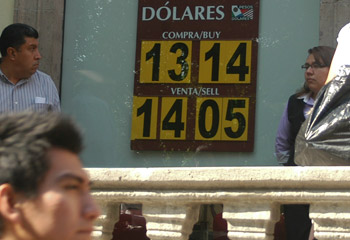 DÓLARES
COMPRA/BUY
13 14
VENTA/SELL
14 05